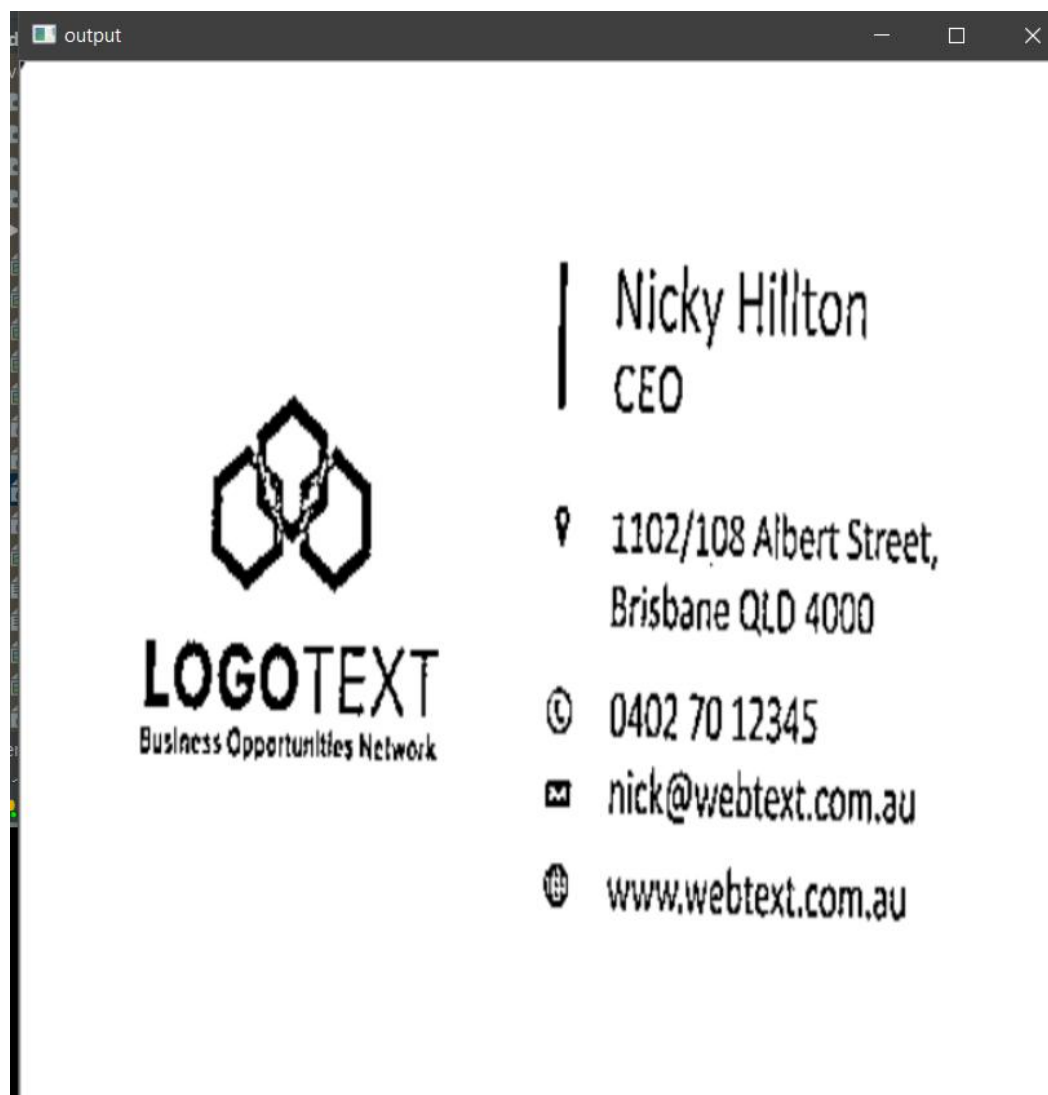 output
LOGOTEXT
Business Opportunities Network
Nicky Hillton
CEO
1102/108 Albert Street,
Brisbane QLD 4000
0402 70 12345
nick@webtext.com.au
www.webtext.com.au